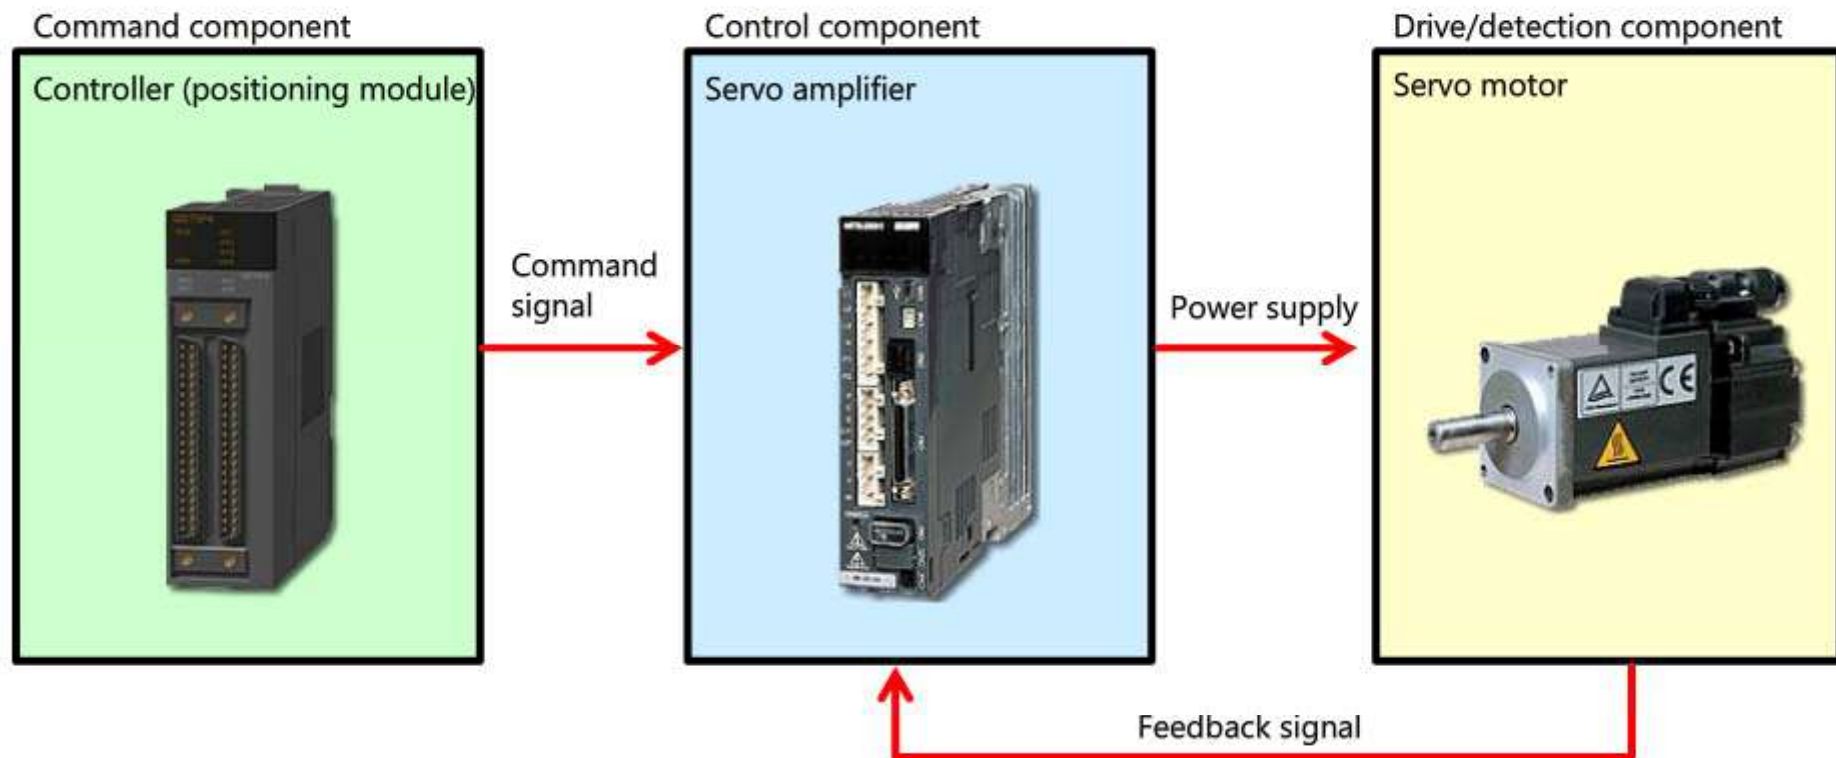 Command component
Control component
Drive/detection component
Controller (positioning module)
Servo amplifier
Servo motor
Command
signal
Power supply
CE
Feedback signal